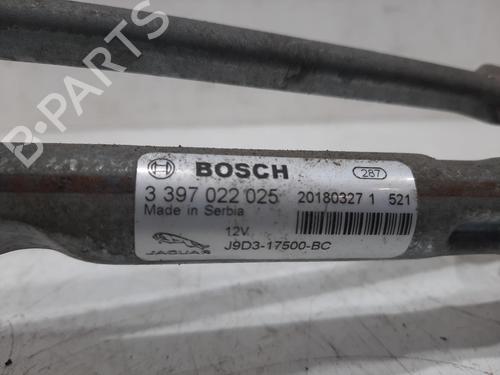 B-PARTS
BOSCH
287
3 397 022 025 20180327 1 521
Made in Serbia
12V
JAGUAR J9D3-17500-BC